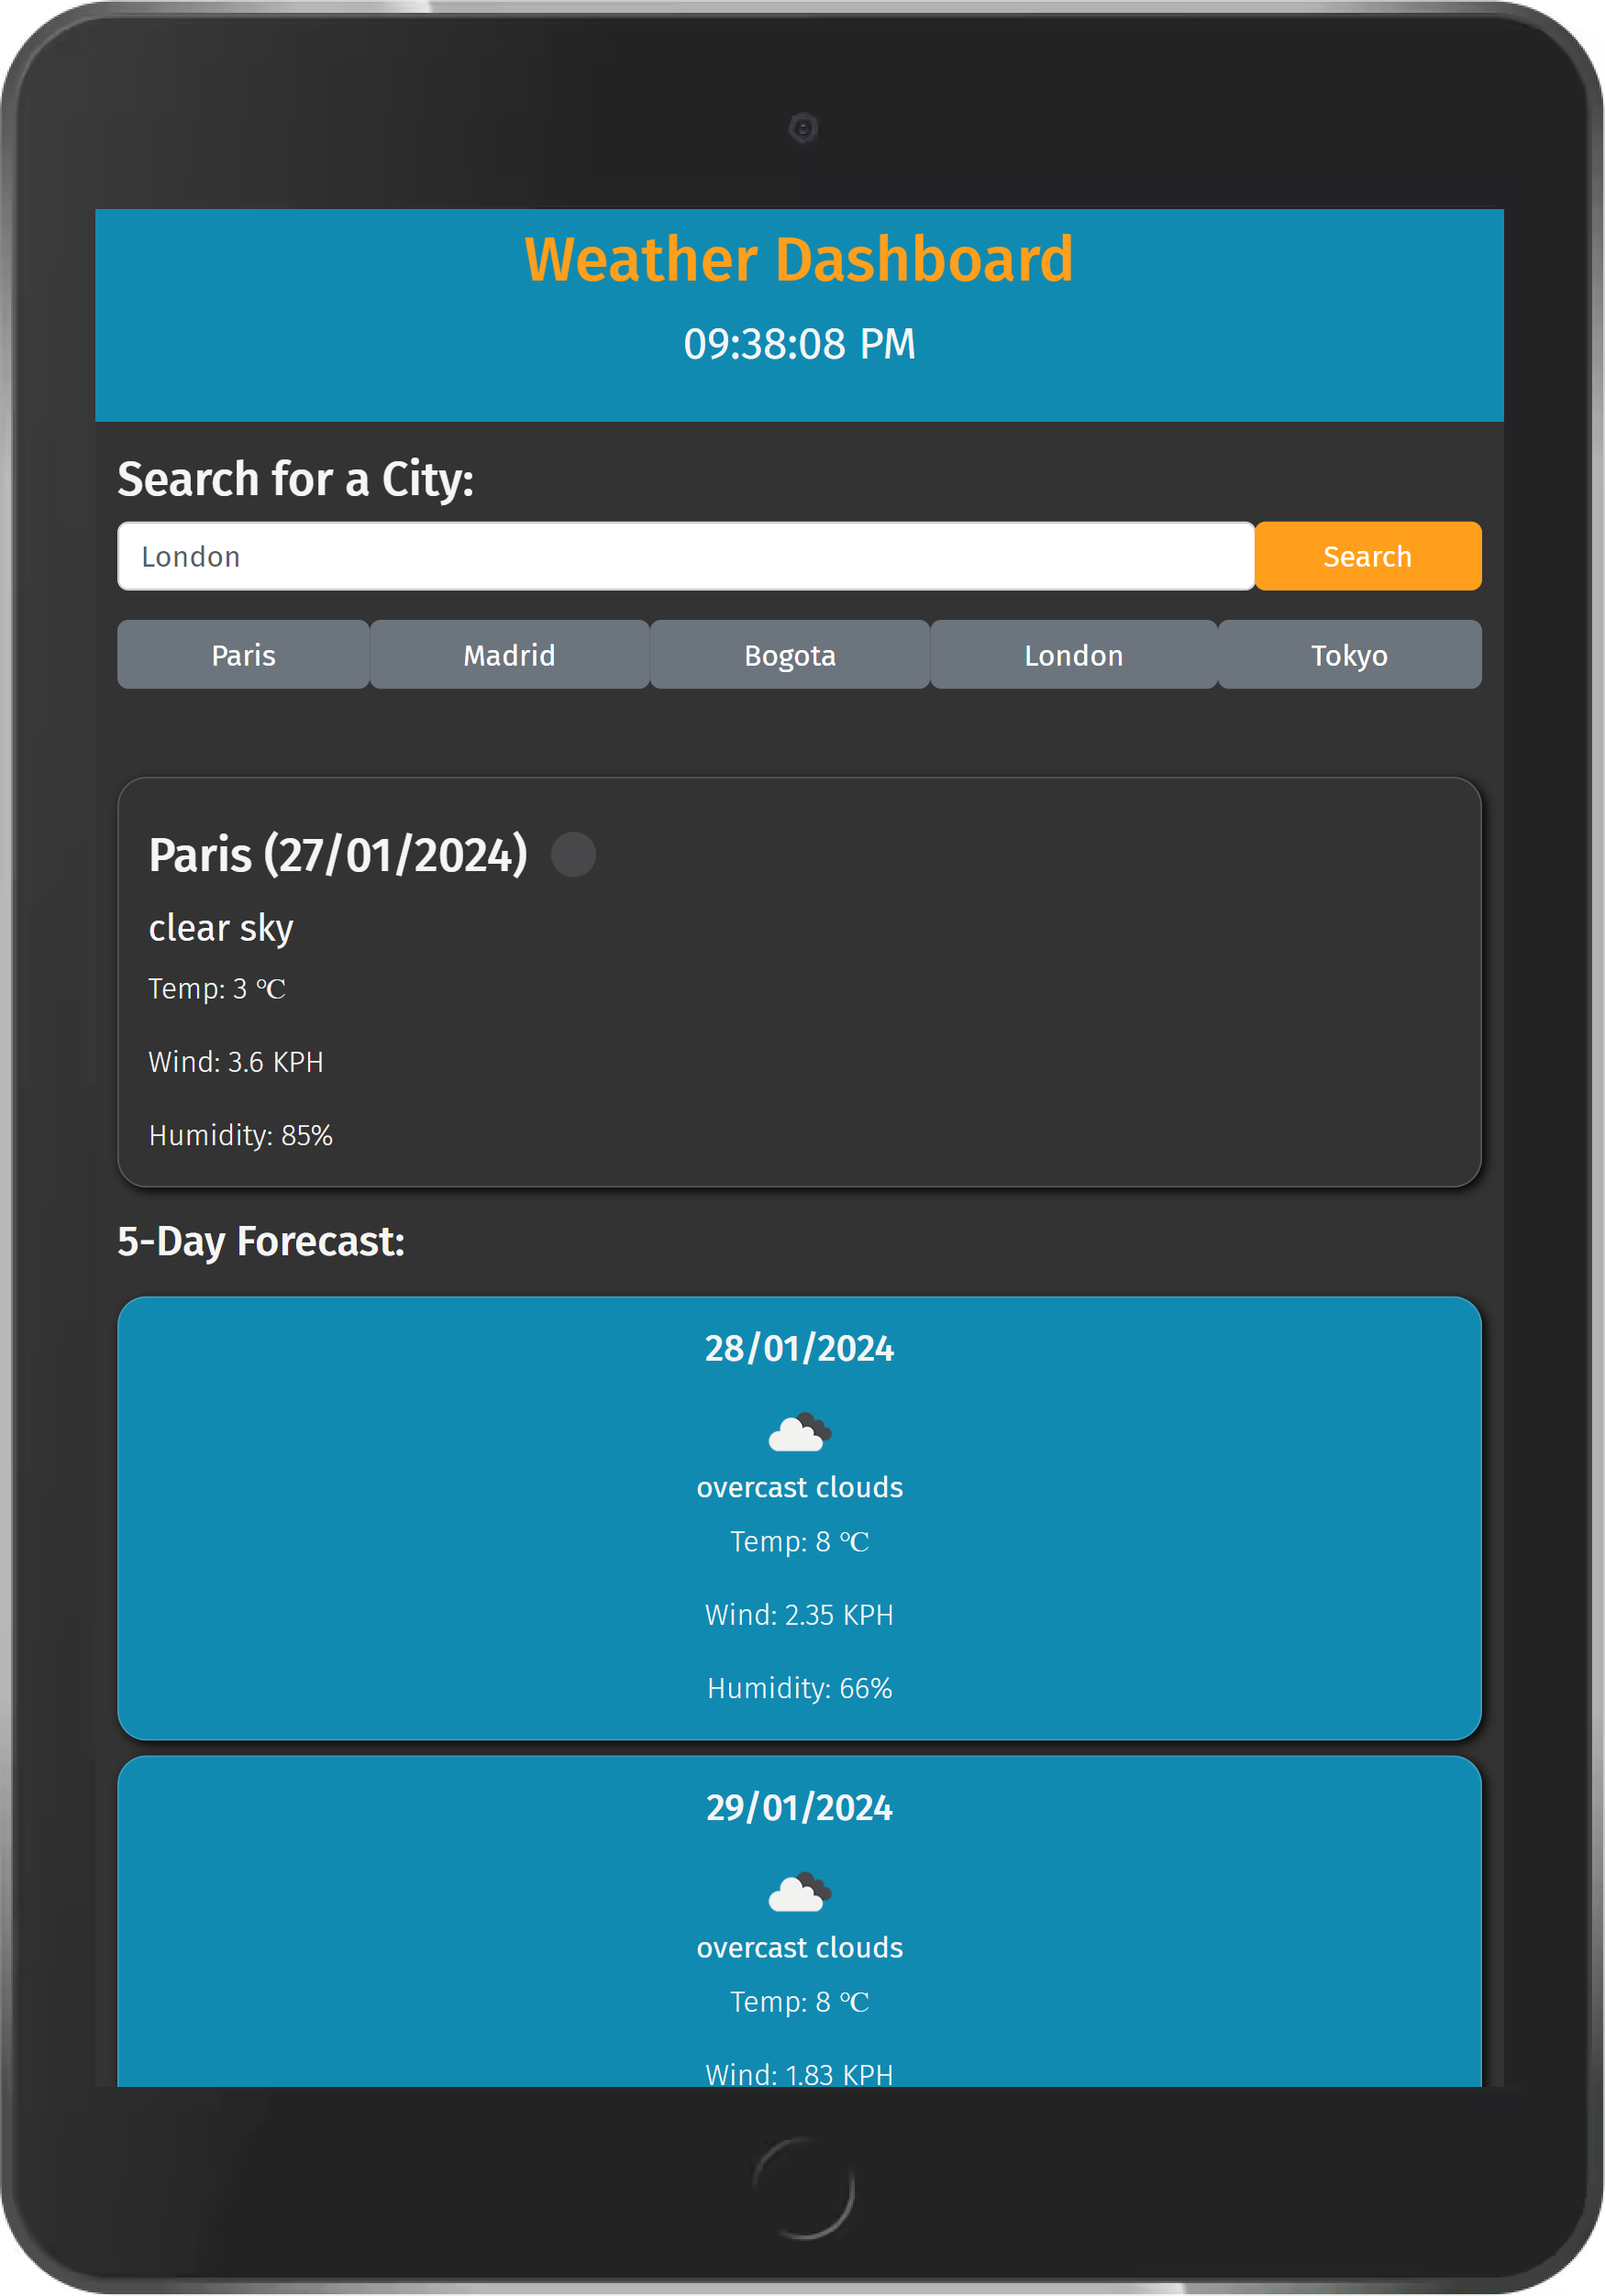 Weather Dashboard
09:38:08 PM
Search for a City:
London
Search
Paris Madrid Bogota London Tokyo
Paris (27/01/2024)
clear sky
Temp: 3 ℃
Wind: 3.6 KPH
Humidity: 85%
5-Day Forecast:
28/01/2024
overcast clouds
Temp: 8 ℃
Wind: 2.35 KPH
Humidity: 66%
29/01/2024
overcast clouds
Temp: 8 ℃
Wind: 1.83 KPH